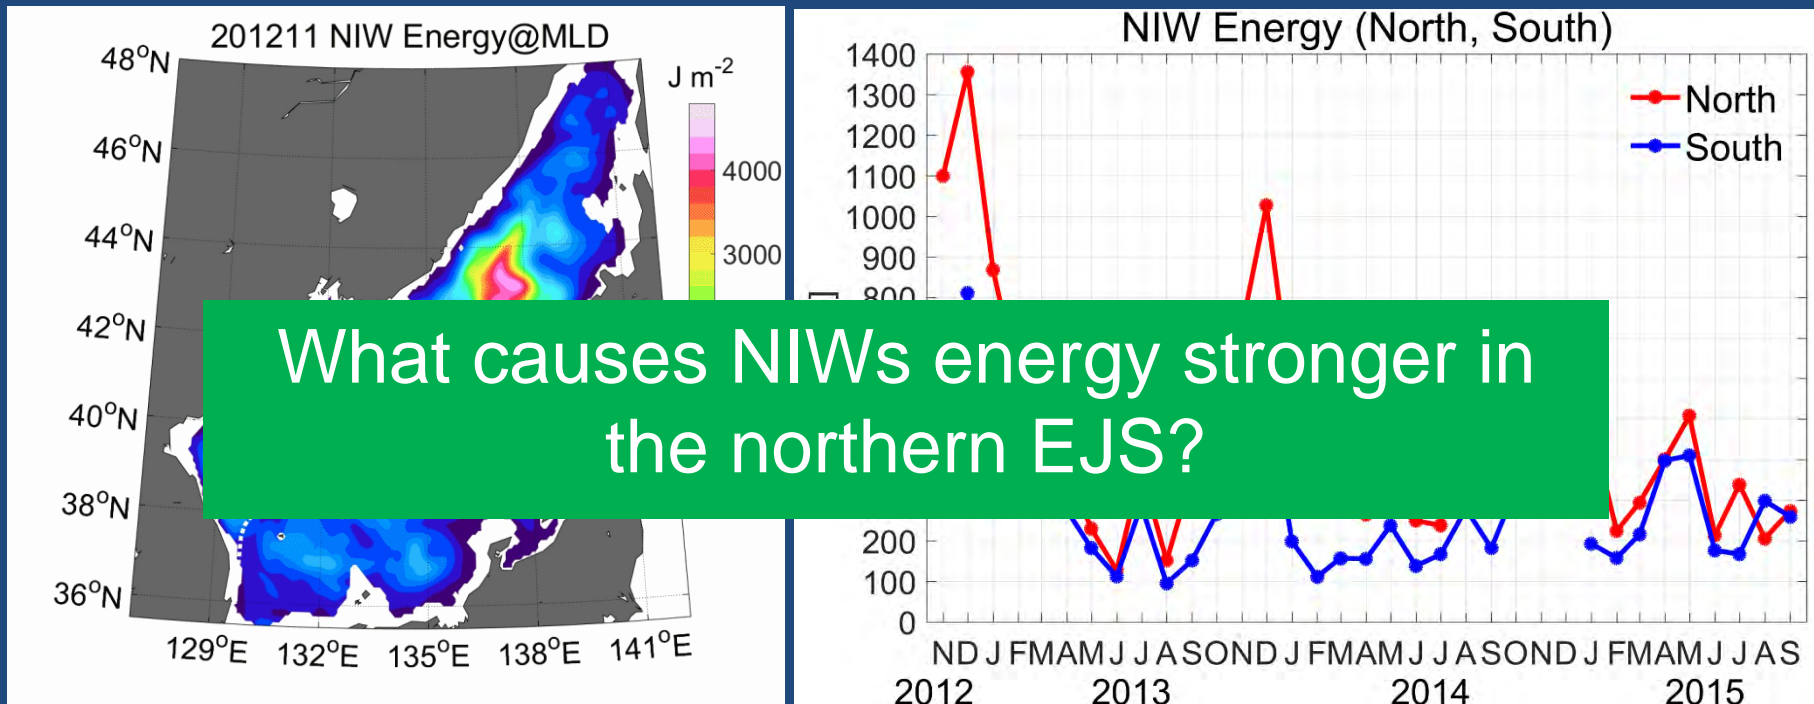 201211 NIW Energy@MLD
48°N
46°N
44°N
42°N
40°N
38°N
36°N
129°E 132°E 135°E 138°E 141°E
J m⁻²
4000
3000
NIW Energy (North, South)
1400
1300
1200
1100
1000
900
800
200
100
0
North
South
N D J F M A M J J A S O N D J F M A M J J A S O N D J F M A M J J A S
2012 2013 2014 2015
What causes NIWs energy stronger in
the northern EJS?